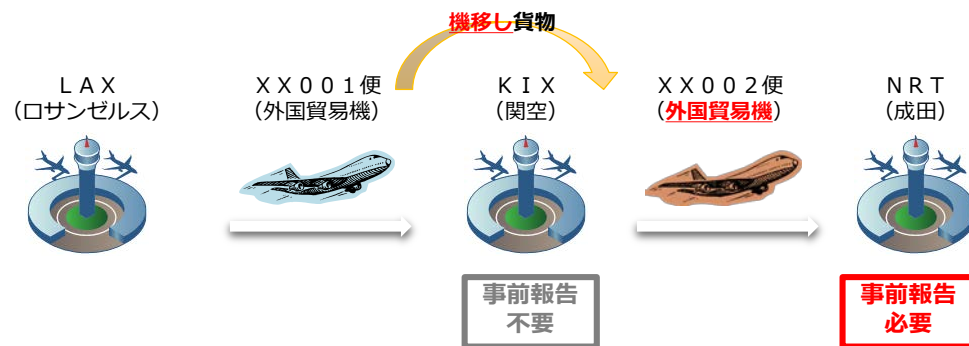 機移し貨物
ＬＡＸ
（ロサンゼルス）
ＸＸ００１便
（外国貿易機）
ＫＩＸ
（関空）
ＸＸ００２便
（外国貿易機）
ＮＲＴ
（成田）
事前報告
不要
事前報告
必要